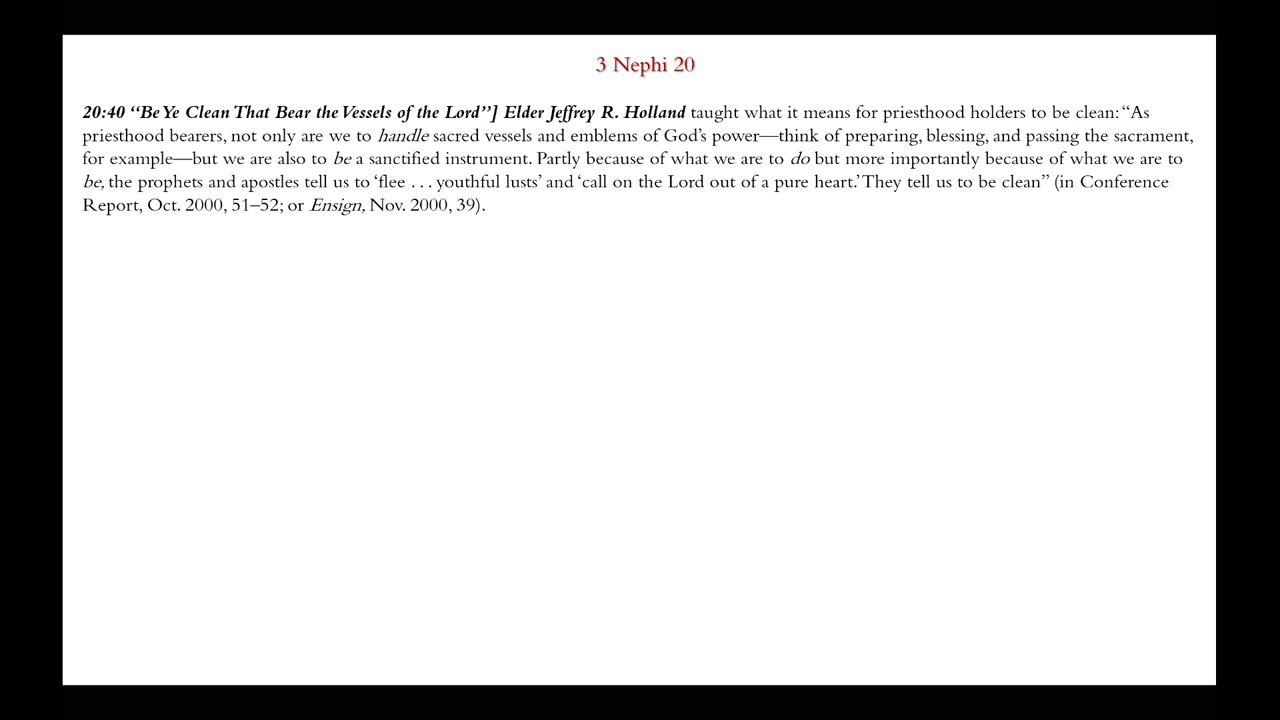 3 Nephi 20
20:40 “Be Ye Clean That Bear the Vessels of the Lord”] Elder Jeffrey R. Holland taught what it means for priesthood holders to be clean: “As
priesthood bearers, not only are we to handle sacred vessels and emblems of God’s power—think of preparing, blessing, and passing the sacrament,
for example—but we are also to be a sanctified instrument. Partly because of what we are to do but more importantly because of what we are to
be, the prophets and apostles tell us to ‘flee . . . youthful lusts’ and ‘call on the Lord out of a pure heart.’ They tell us to be clean” (in Conference
Report, Oct. 2000, 51–52; or Ensign, Nov. 2000, 39).